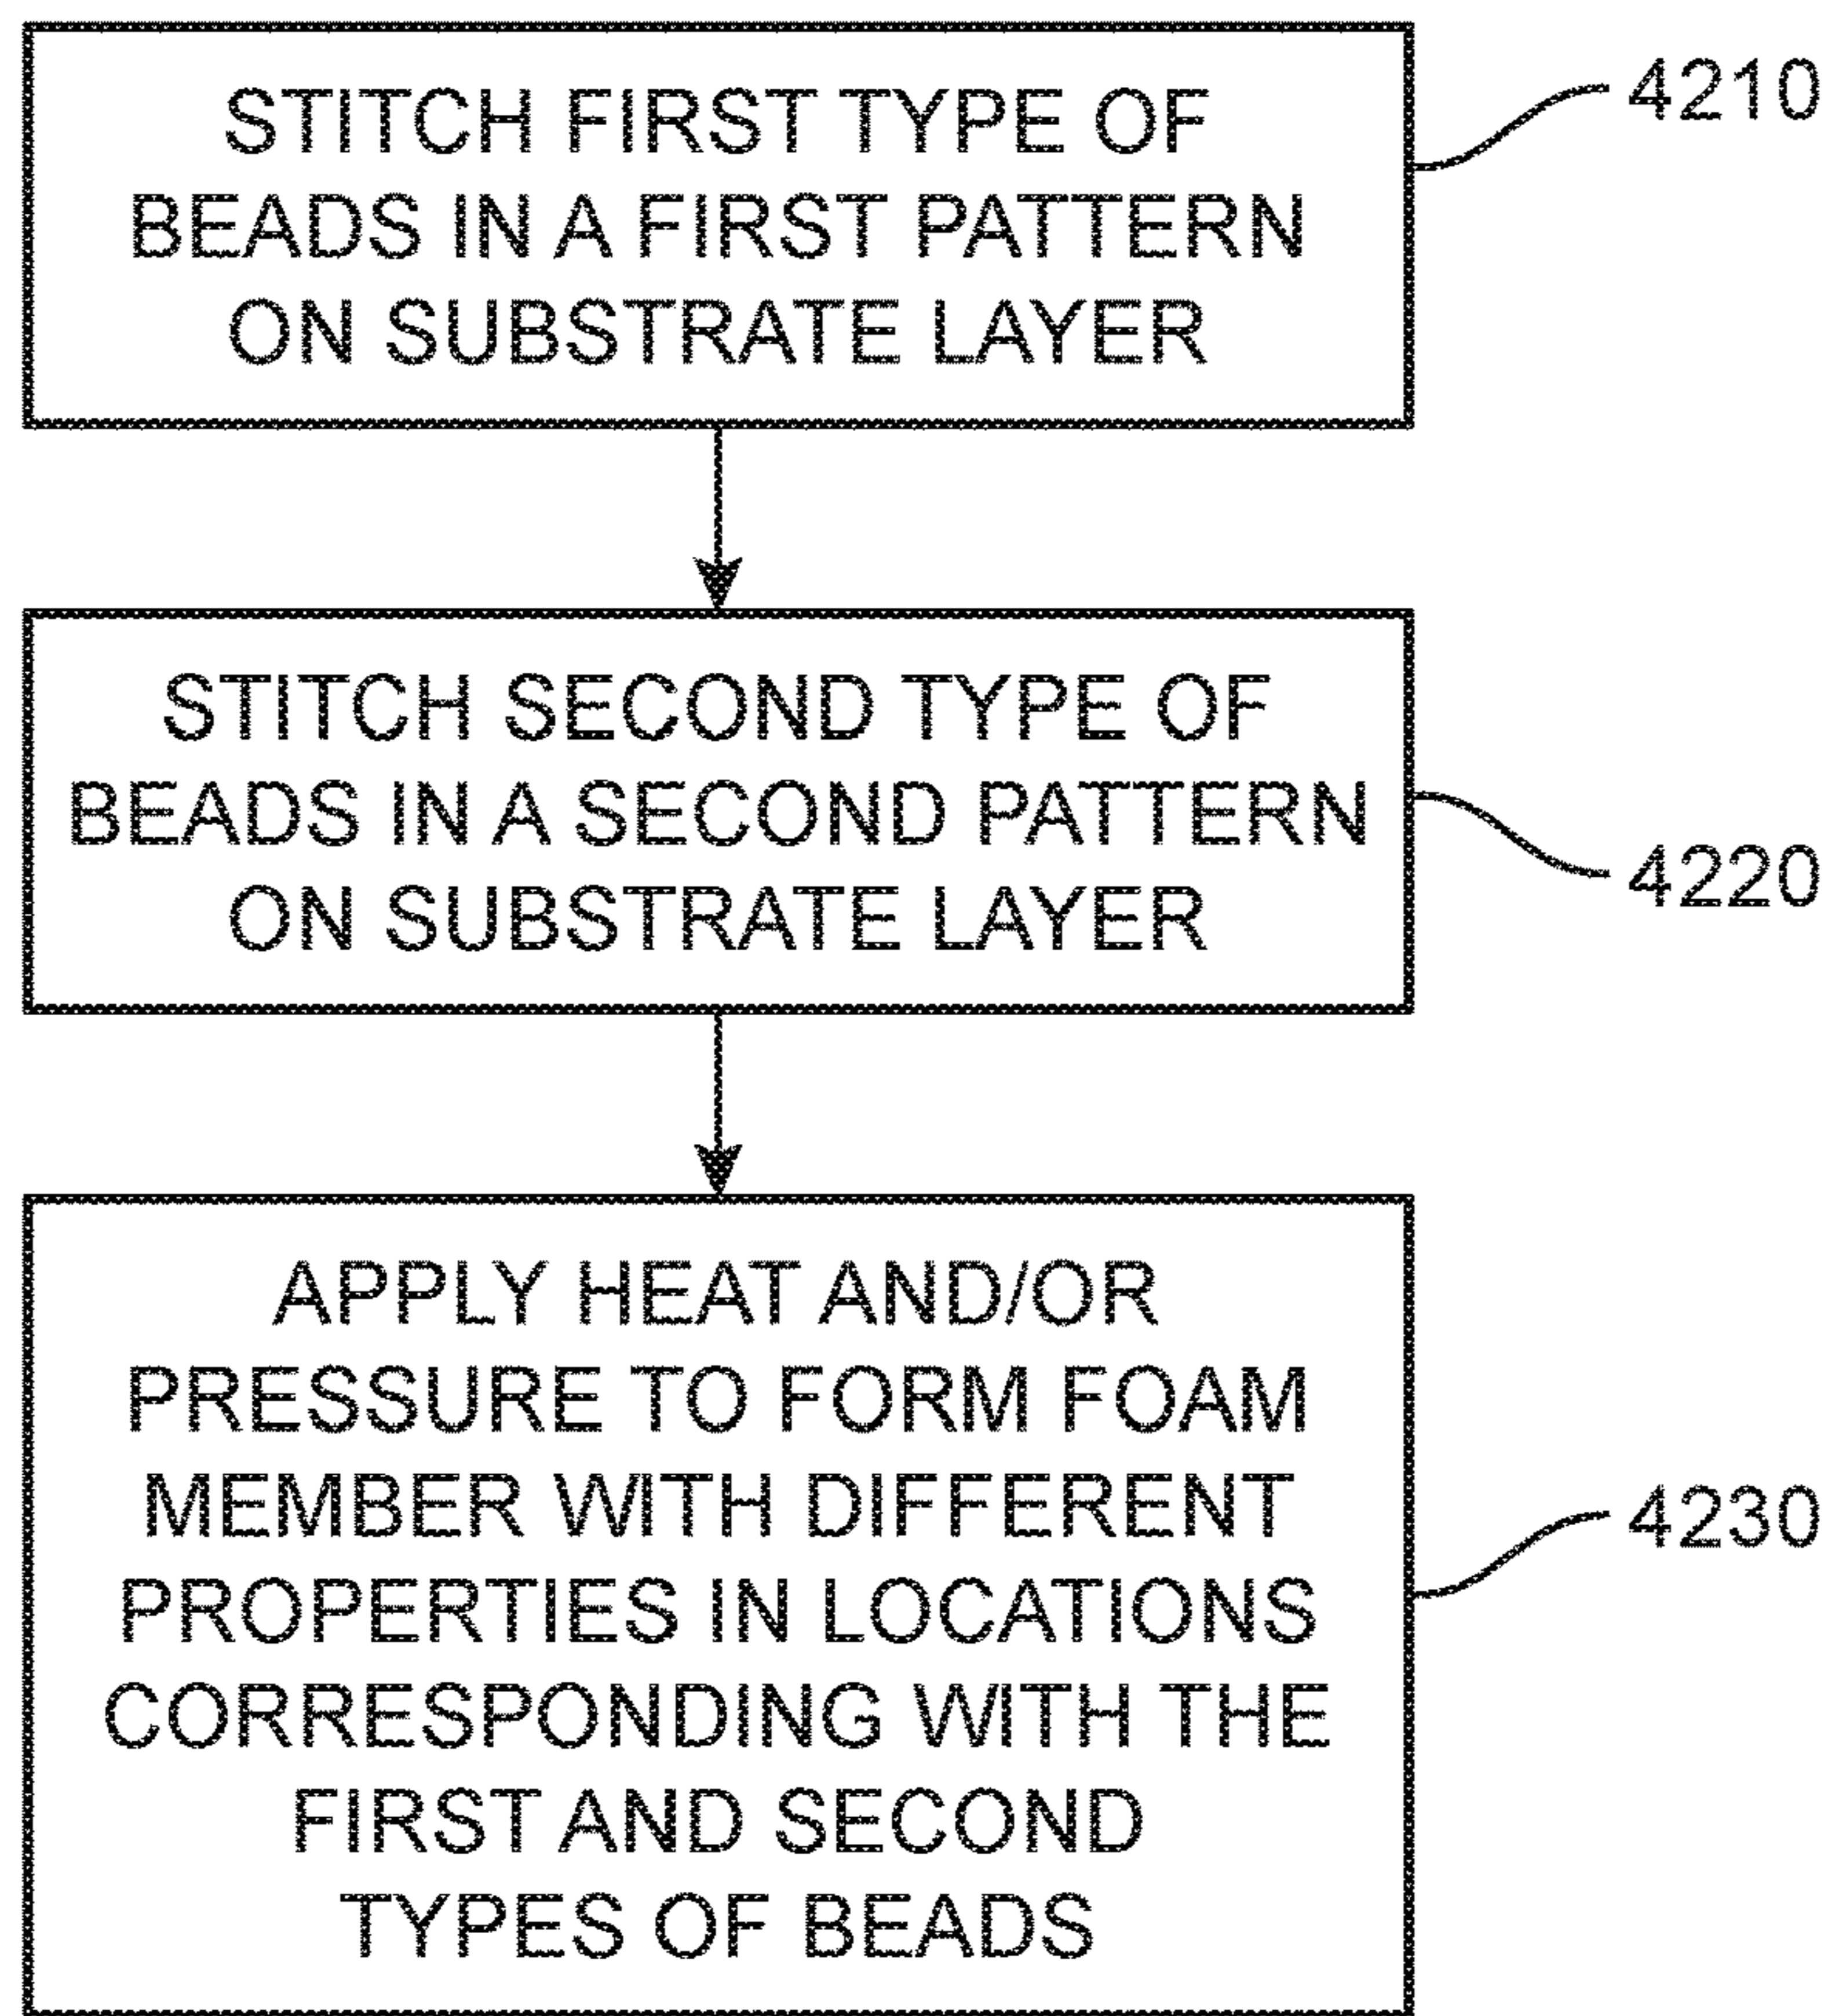 STITCH FIRST TYPE OF
BEADS IN A FIRST PATTERN
ON SUBSTRATE LAYER
4210
STITCH SECOND TYPE OF
BEADS IN A SECOND PATTERN
ON SUBSTRATE LAYER
4220
APPLY HEAT AND/OR
PRESSURE TO FORM FOAM
MEMBER WITH DIFFERENT
PROPERTIES IN LOCATIONS
CORRESPONDING WITH THE
FIRST AND SECOND
TYPES OF BEADS
4230